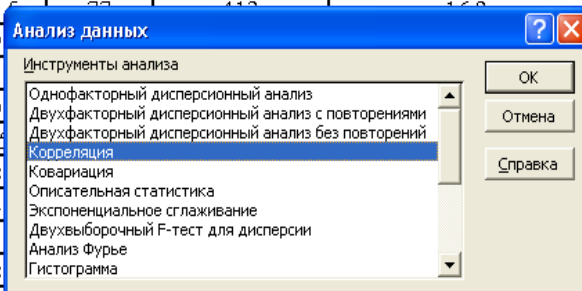 Анализ данных
Инструменты анализа
Однофакторный дисперсионный анализ
Двухфакторный дисперсионный анализ с повторениями
Двухфакторный дисперсионный анализ без повторений
Корреляция
Ковариация
Описательная статистика
Экспоненциальное сглаживание
Двухвыборочный F-тест для дисперсии
Анализ Фурье
Гистограмма
ОК
Отмена
Справка